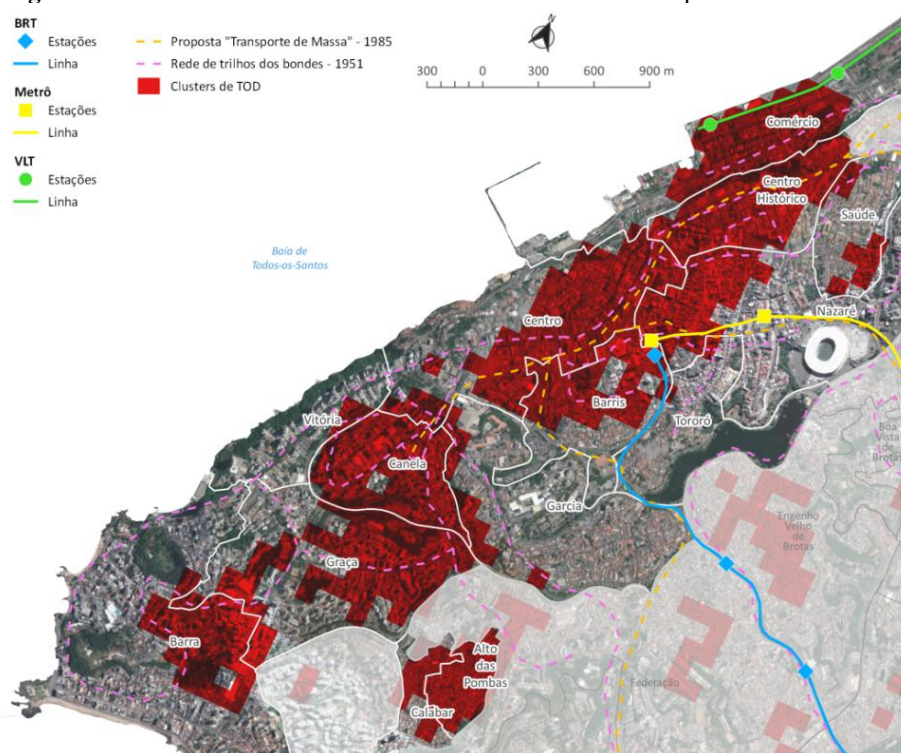 BRT
Estações
Linha
Metrô
Estações
Linha
VLT
Estações
Linha
Proposta "Transporte de Massa" - 1985
Rede de trilhos dos bondes - 1951
Clusters de TOD
300 0 300 600 900 m
Baía de
Todos-os-Santos
Comércio
Centro
Histórico
Saúde
Nazaré
Centro
Barris
Tororó
Vitória
Canela
Garcia
Graça
Barra
Alto
das
Pombas
Calabar
Federação
Engenho
Velho
de
Brotas
Boa
Vista
de
Brotas